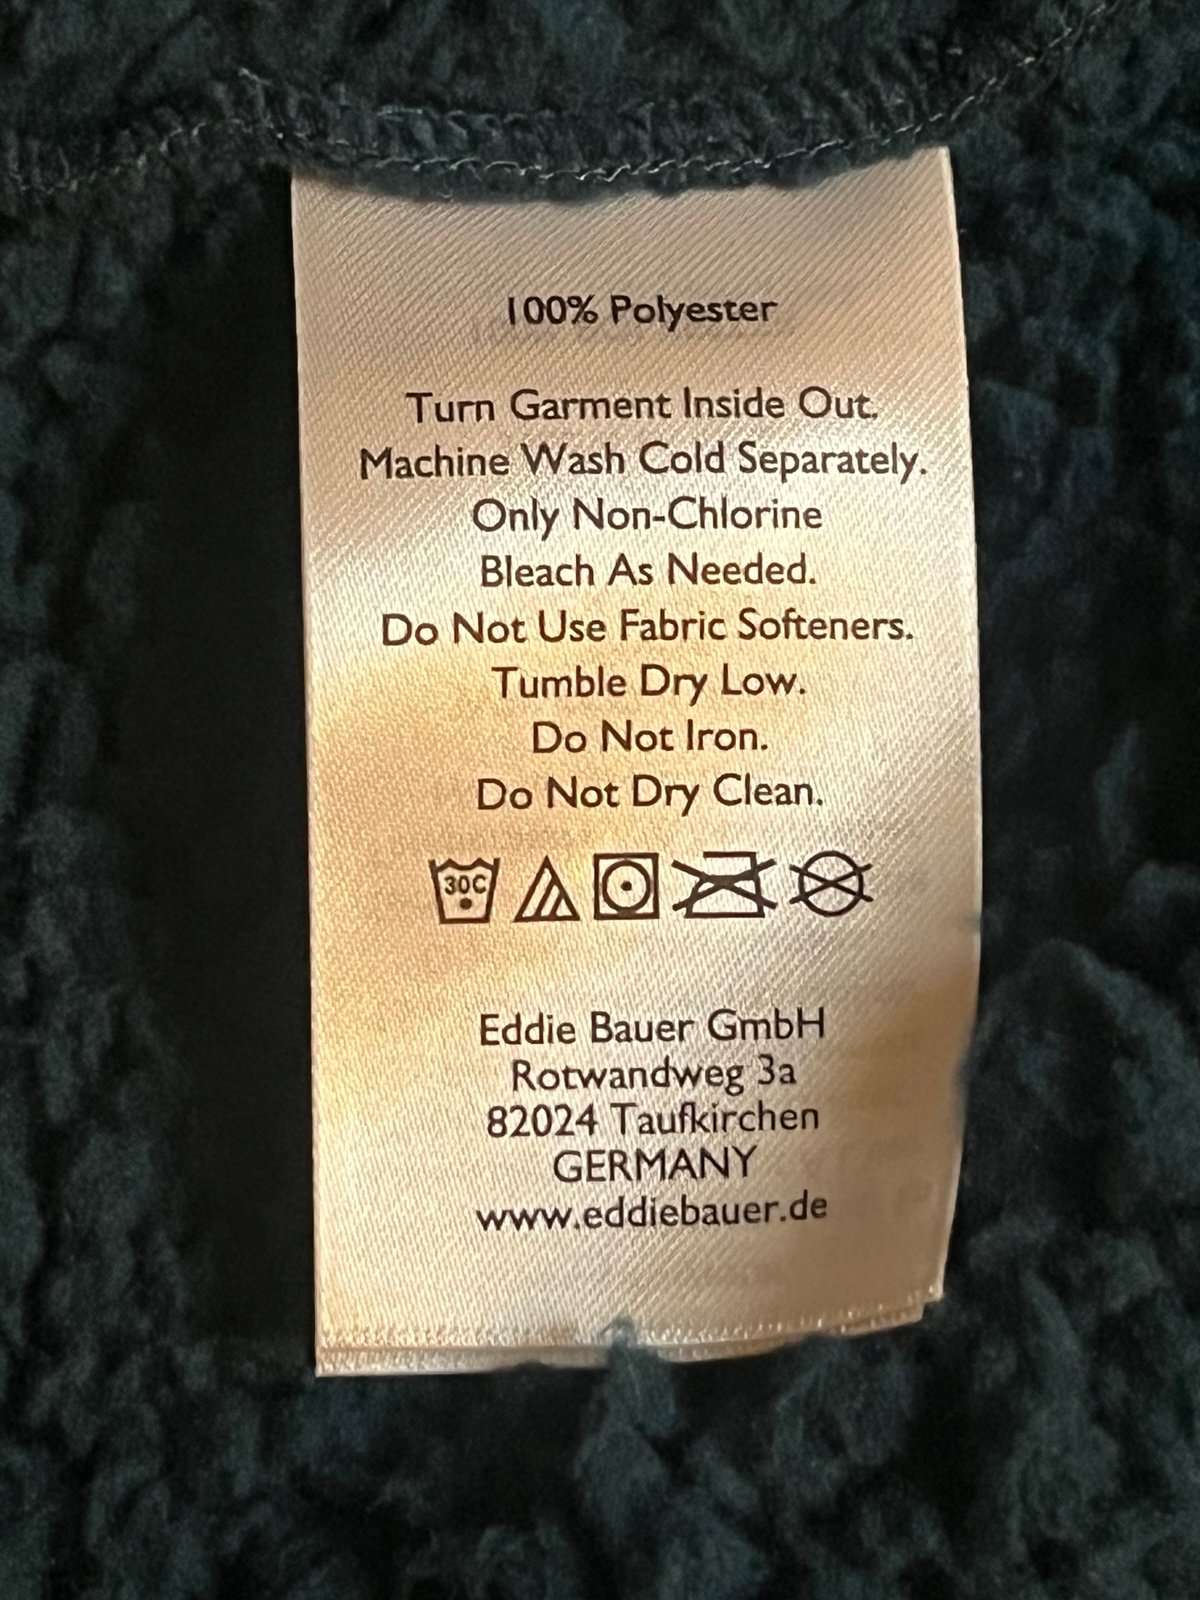 100% Polyester
Turn Garment Inside Out.
Machine Wash Cold Separately.
Only Non-Chlorine
Bleach As Needed.
Do Not Use Fabric Softeners.
Tumble Dry Low.
Do Not Iron.
Do Not Dry Clean.
30C
Eddie Bauer GmbH
Rotwandweg 3a
82024 Taufkirchen
GERMANY
www.eddiebauer.de